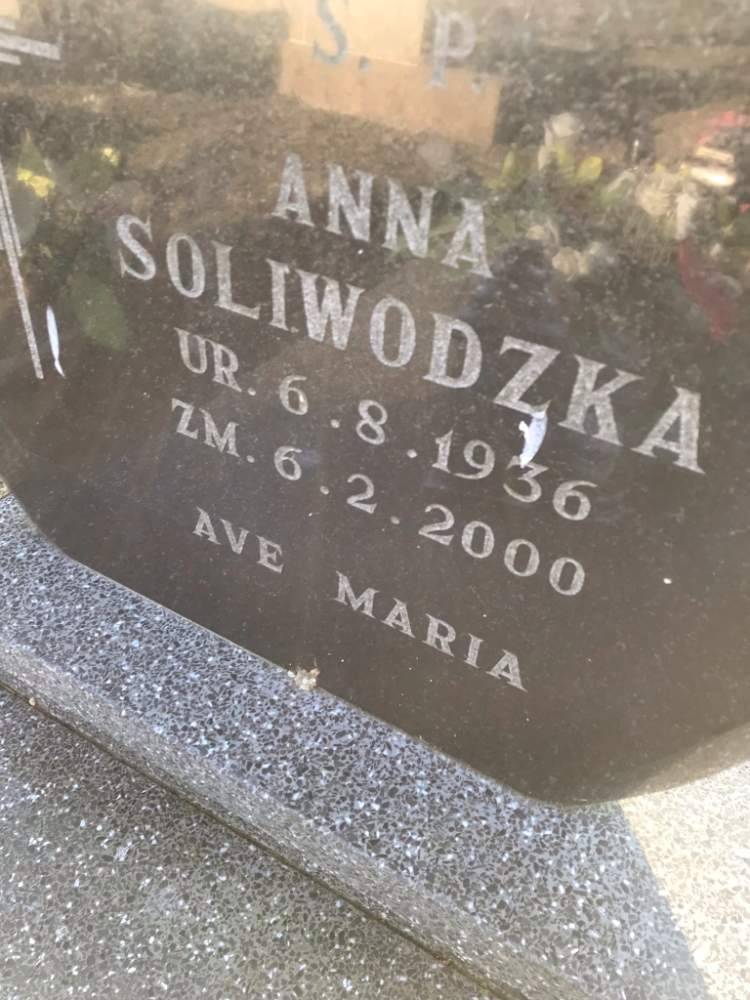 S. P.
ANNA
SOLIWODZKA
UR. 6.8.1936
ZM. 6.2.2000
AVE MARIA